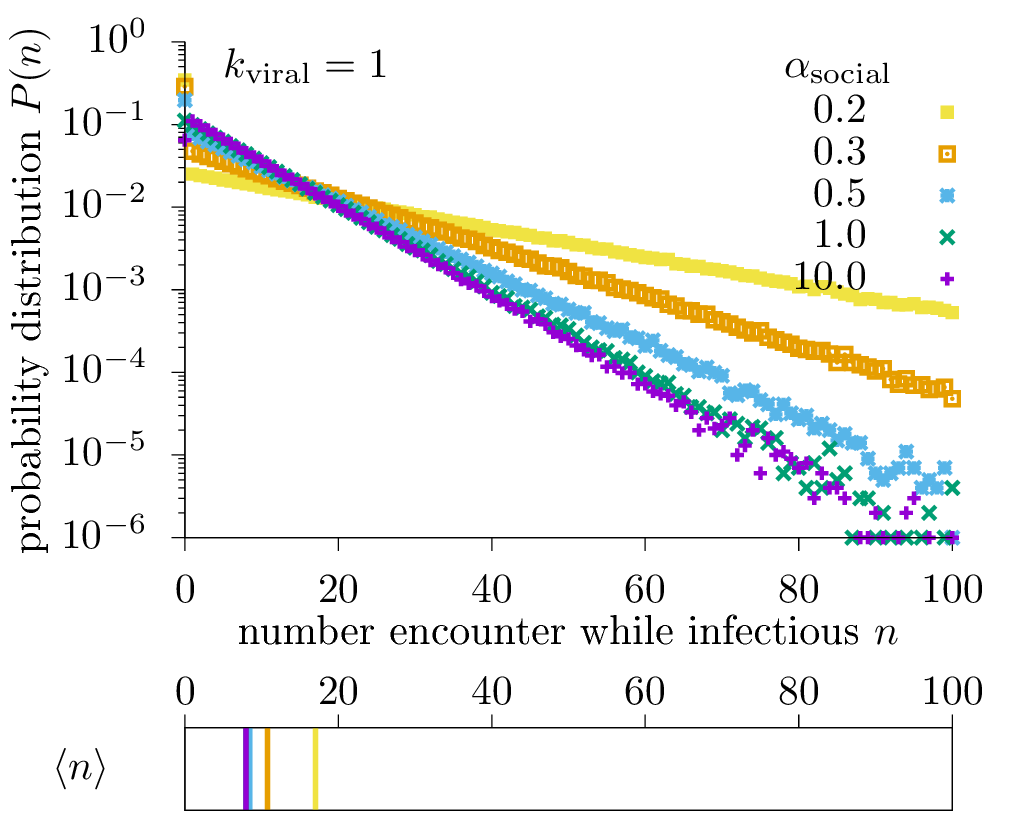 probability distribution P(n)
10⁰
10⁻¹
10⁻²
10⁻³
10⁻⁴
10⁻⁵
10⁻⁶
k_viral = 1
α_social
0.2
0.3
0.5
1.0
10.0
0 20 40 60 80 100
number encounter while infectious n
0 20 40 60 80 100
⟨n⟩